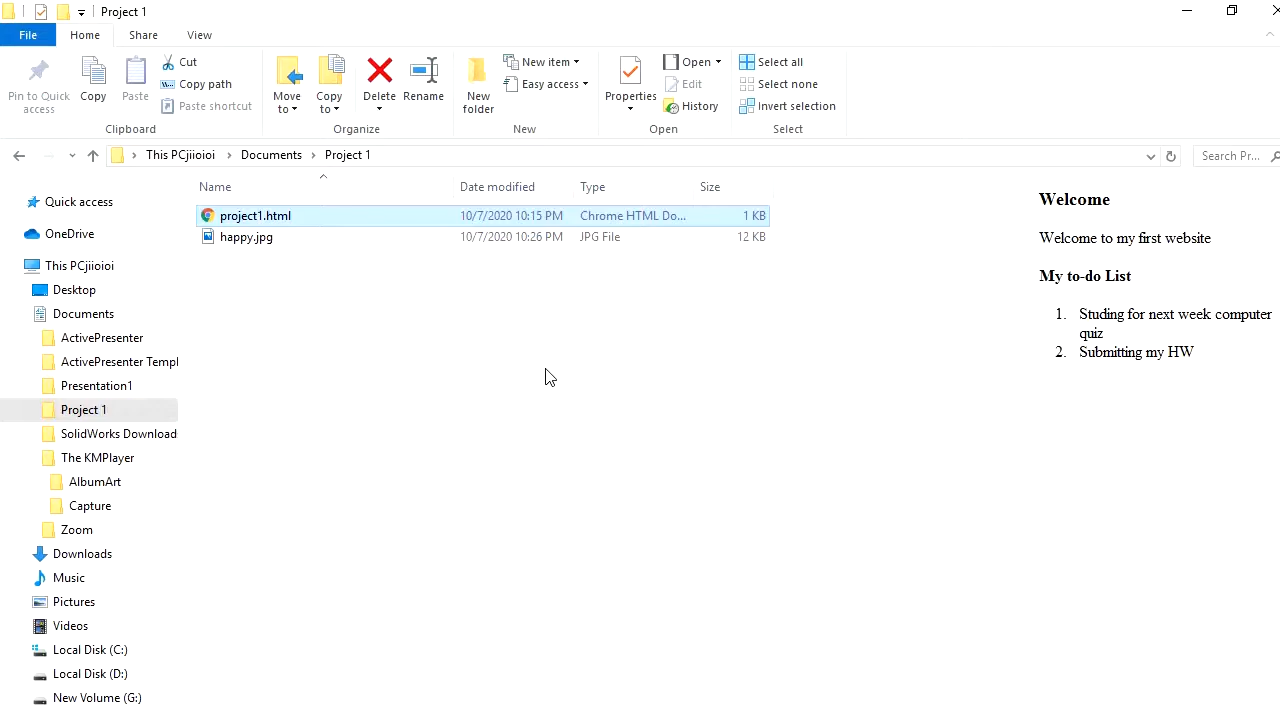 Project 1
File Home Share View
Pin to Quick access
Copy
Paste
Cut
Copy path
Paste shortcut
Clipboard
Move to
Copy to
Delete
Rename
Organize
New folder
New item
Easy access
New
Properties
Open
Edit
History
Open
Select all
Select none
Invert selection
Select
This PCjiioioi Documents Project 1
Search Pr...
Name Date modified Type Size
project1.html 10/7/2020 10:15 PM Chrome HTML Do... 1 KB
happy.jpg 10/7/2020 10:26 PM JPG File 12 KB
Quick access
OneDrive
This PCjiioioi
Desktop
Documents
ActivePresenter
ActivePresenter Templ
Presentation1
Project 1
SolidWorks Download
The KMPlayer
AlbumArt
Capture
Zoom
Downloads
Music
Pictures
Videos
Local Disk (C:)
Local Disk (D:)
New Volume (G:)
Welcome
Welcome to my first website
My to-do List
1. Studing for next week computer
quiz
2. Submitting my HW